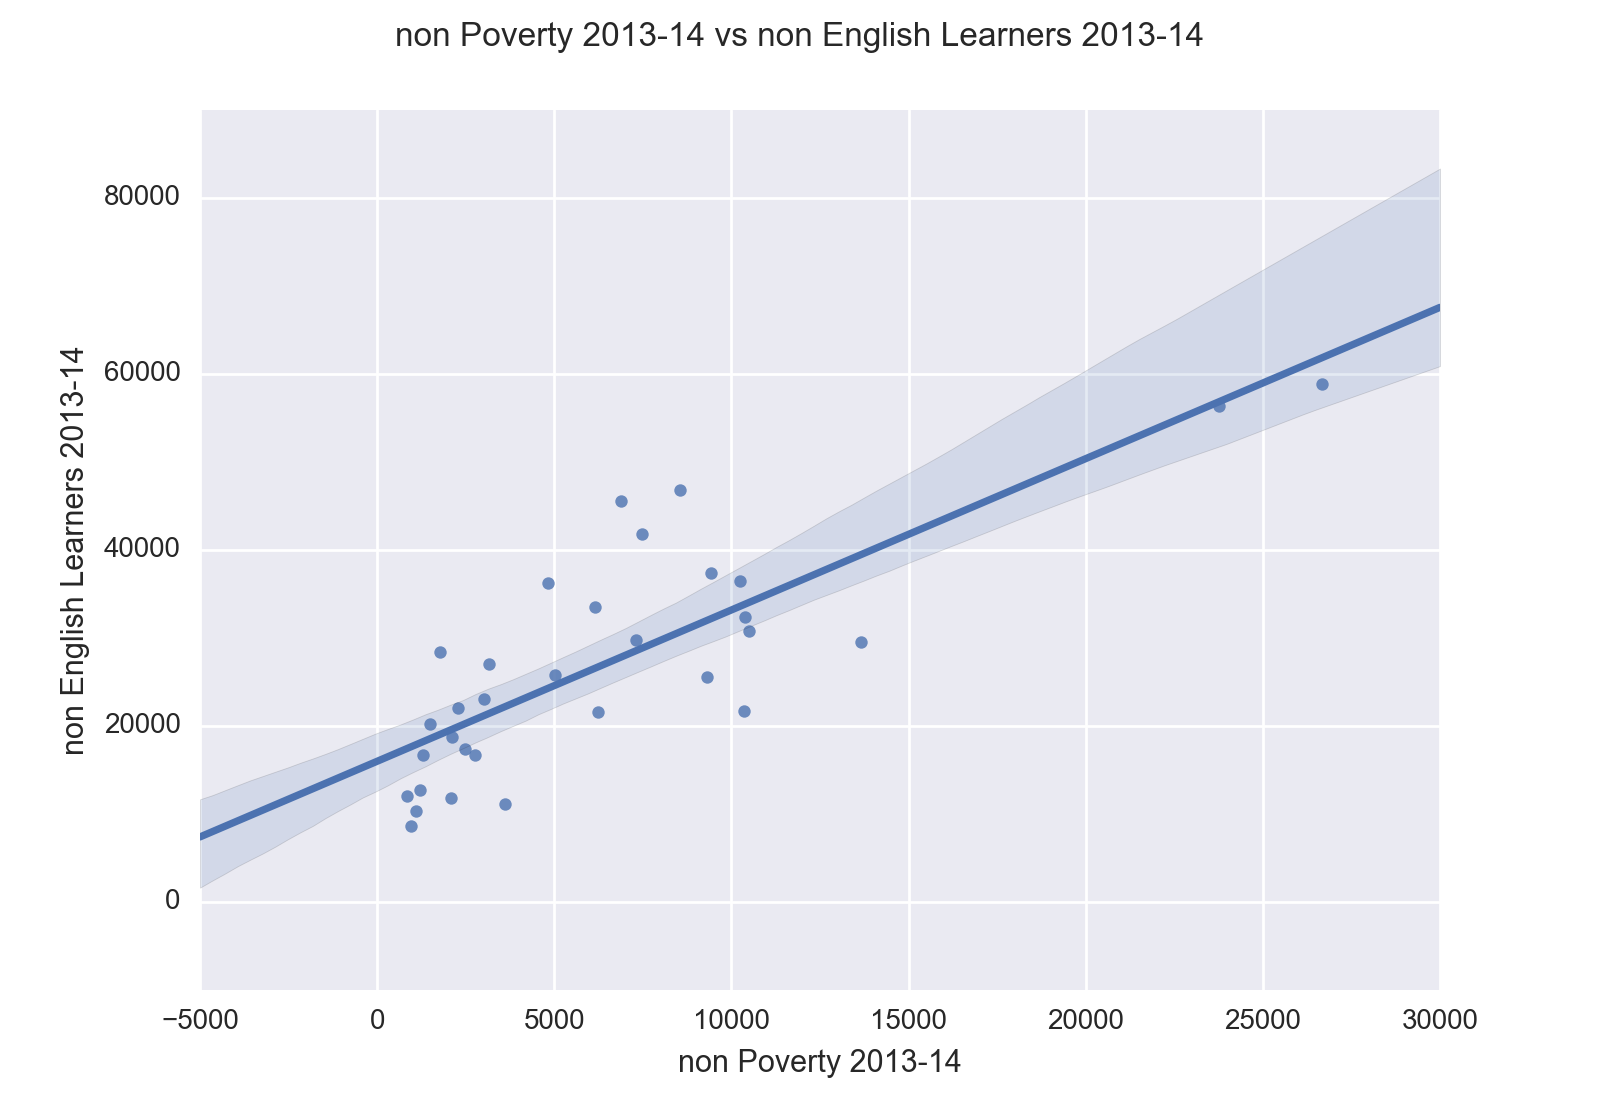 non Poverty 2013-14 vs non English Learners 2013-14
non English Learners 2013-14
80000
60000
40000
20000
0
−5000 0 5000 10000 15000 20000 25000 30000
non Poverty 2013-14